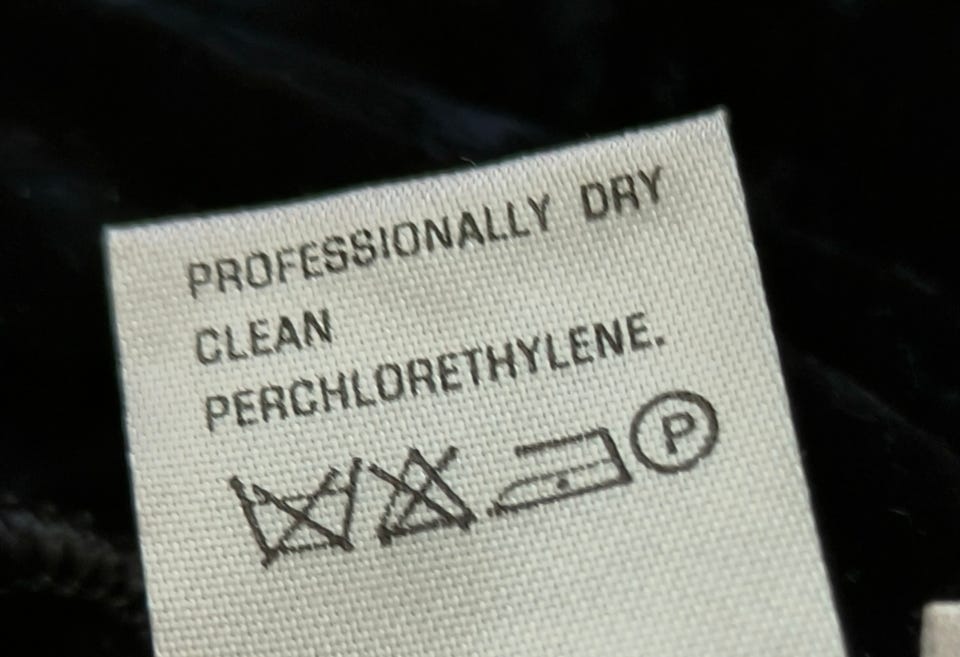 PROFESSIONALLY DRY
CLEAN
PERCHLORETHYLENE.
P